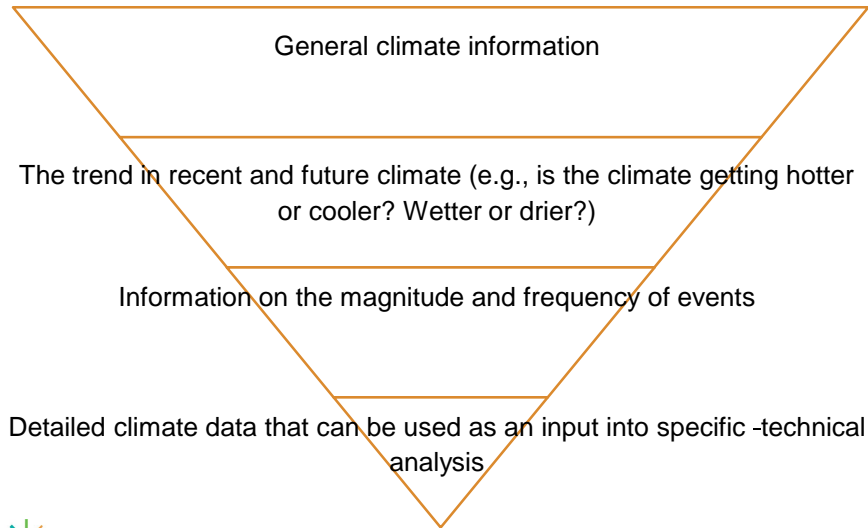 General climate information
The trend in recent and future climate (e.g., is the climate getting hotter
or cooler? Wetter or drier?)
Information on the magnitude and frequency of events
Detailed climate data that can be used as an input into specific -technical
analysis